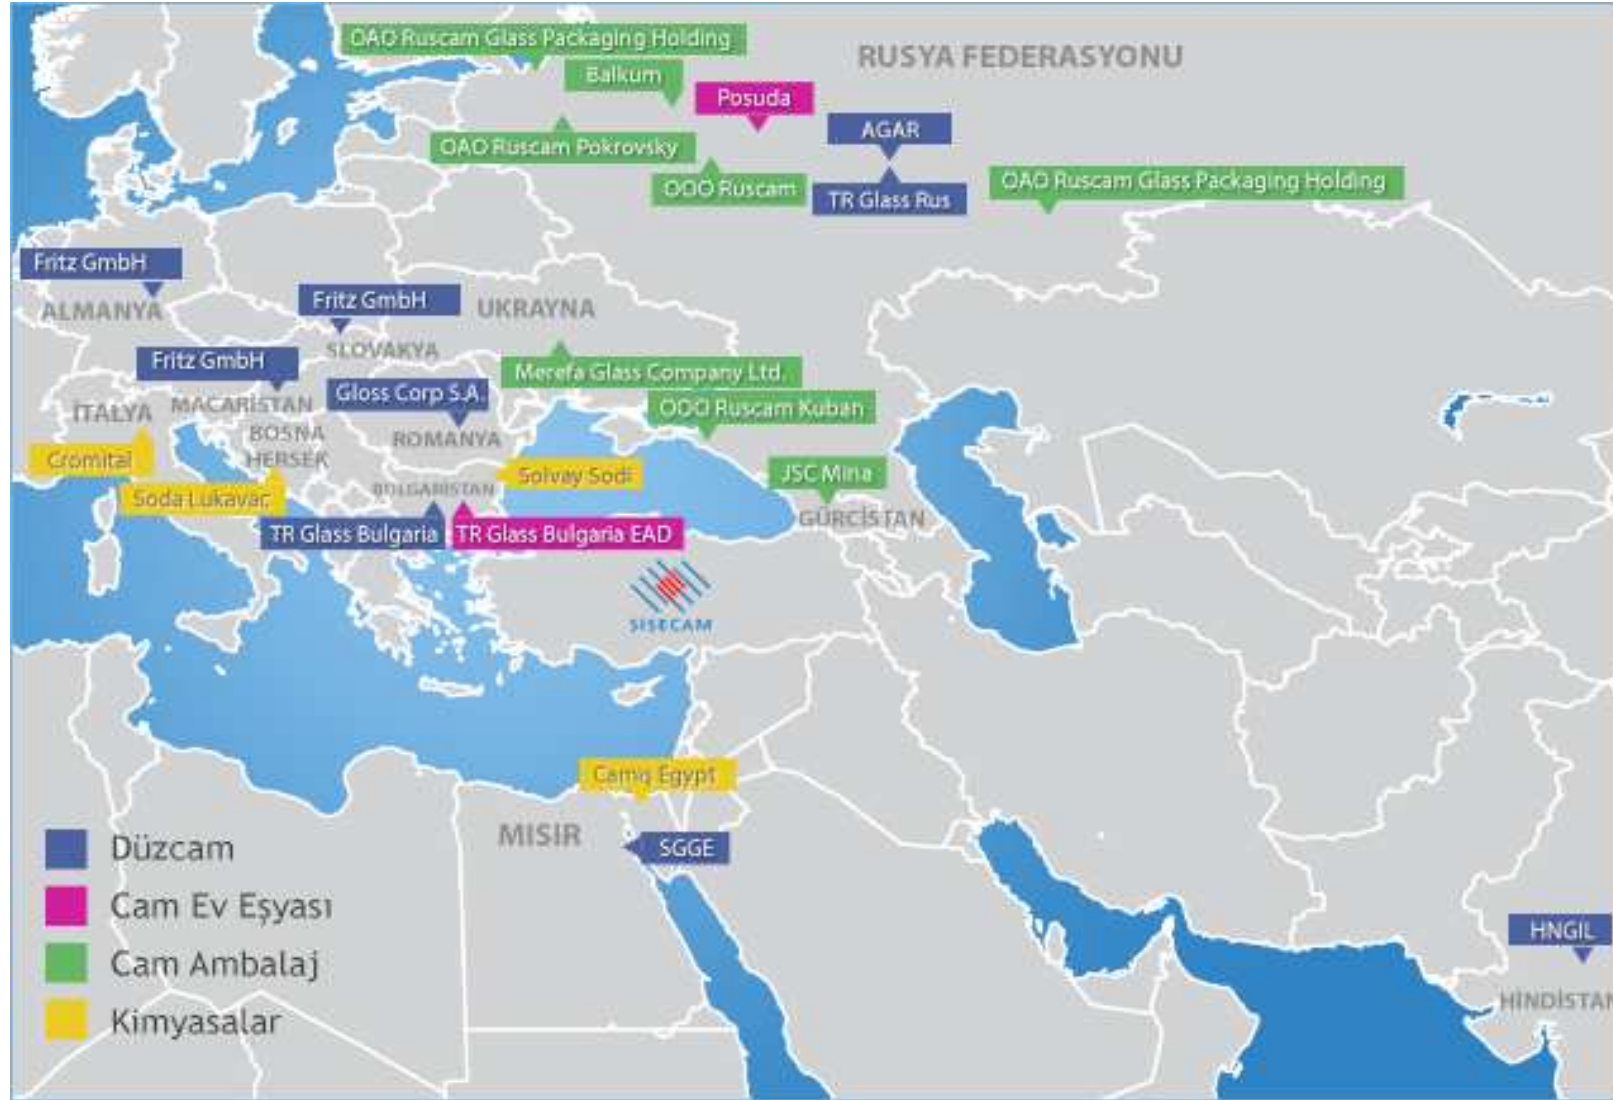 OAO Ruscam Glass Packaging Holding
RUSYA FEDERASYONU
Balkum
Posuda
AGAR
OAO Ruscam Pokrovsky
OOO Ruscam
TR Glass Rus
OAO Ruscam Glass Packaging Holding
Fritz GmbH
ALMANYA
Fritz GmbH
UKRAYNA
SLOVAKYA
Fritz GmbH
Merefa Glass Company Ltd.
Gloss Corp S.A.
İTALYA
MACARİSTAN
OOO Ruscam Kuban
BOSNA
HERSEK
ROMANYA
Cromital
Solvay Sodi
JSC Mina
Soda Lukavac
BULGARİSTAN
GÜRCİSTAN
TR Glass Bulgaria
TR Glass Bulgaria EAD
SISECAM
Camiş Egypt
MISIR
SGGE
Düzcam
Cam Ev Eşyası
Cam Ambalaj
Kimyasalar
HNGIL
HİNDİSTAN